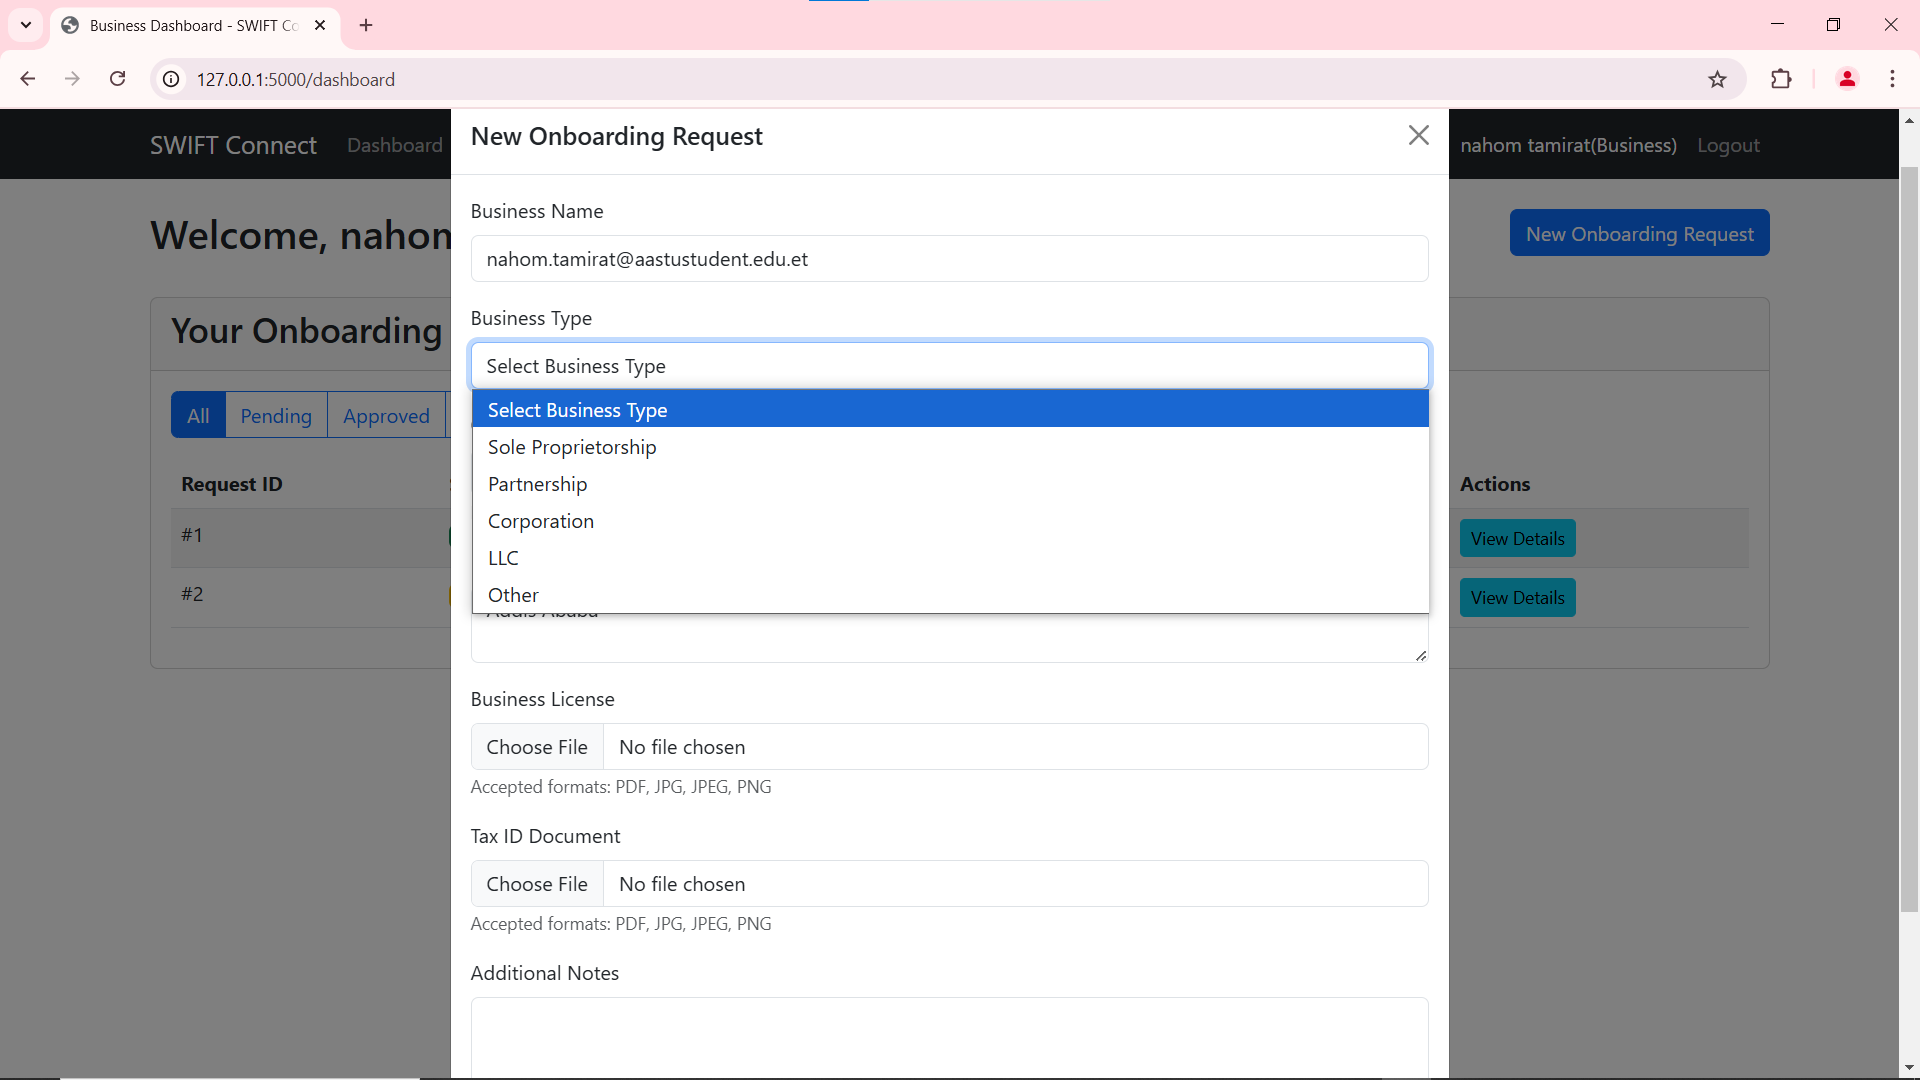 Business Dashboard - SWIFT Co
127.0.0.1:5000/dashboard
SWIFT Connect
Dashboard
nahom tamirat(Business)
Logout
New Onboarding Request
Welcome, nahom
New Onboarding Request
Your Onboarding
All
Pending
Approved
Request ID
Actions
#1
View Details
#2
View Details
Business Name
nahom.tamirat@aastustudent.edu.et
Business Type
Select Business Type
Select Business Type
Sole Proprietorship
Partnership
Corporation
LLC
Other
Addis Ababa
Business License
Choose File
No file chosen
Accepted formats: PDF, JPG, JPEG, PNG
Tax ID Document
Choose File
No file chosen
Accepted formats: PDF, JPG, JPEG, PNG
Additional Notes